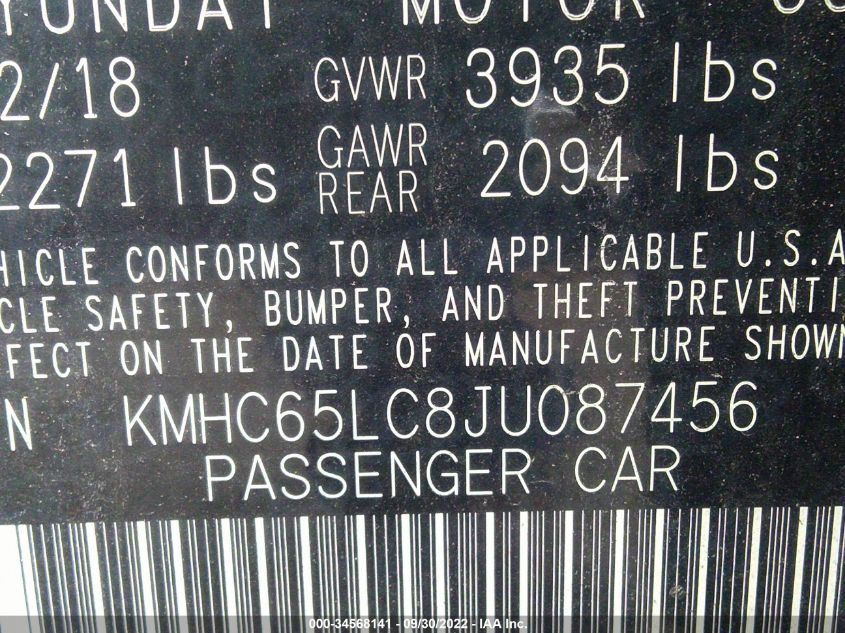 YUNDAI MOTOR CO
2/18 GVWR 3935 lbs
2271 lbs GAWR REAR 2094 lbs
HICLE CONFORMS TO ALL APPLICABLE U.S.A
CLE SAFETY, BUMPER, AND THEFT PREVENTI
FFECT ON THE DATE OF MANUFACTURE SHOWN
N KMHC65LC8JU087456
PASSENGER CAR
000-34568141 - 09/30/2022 - IAA Inc.